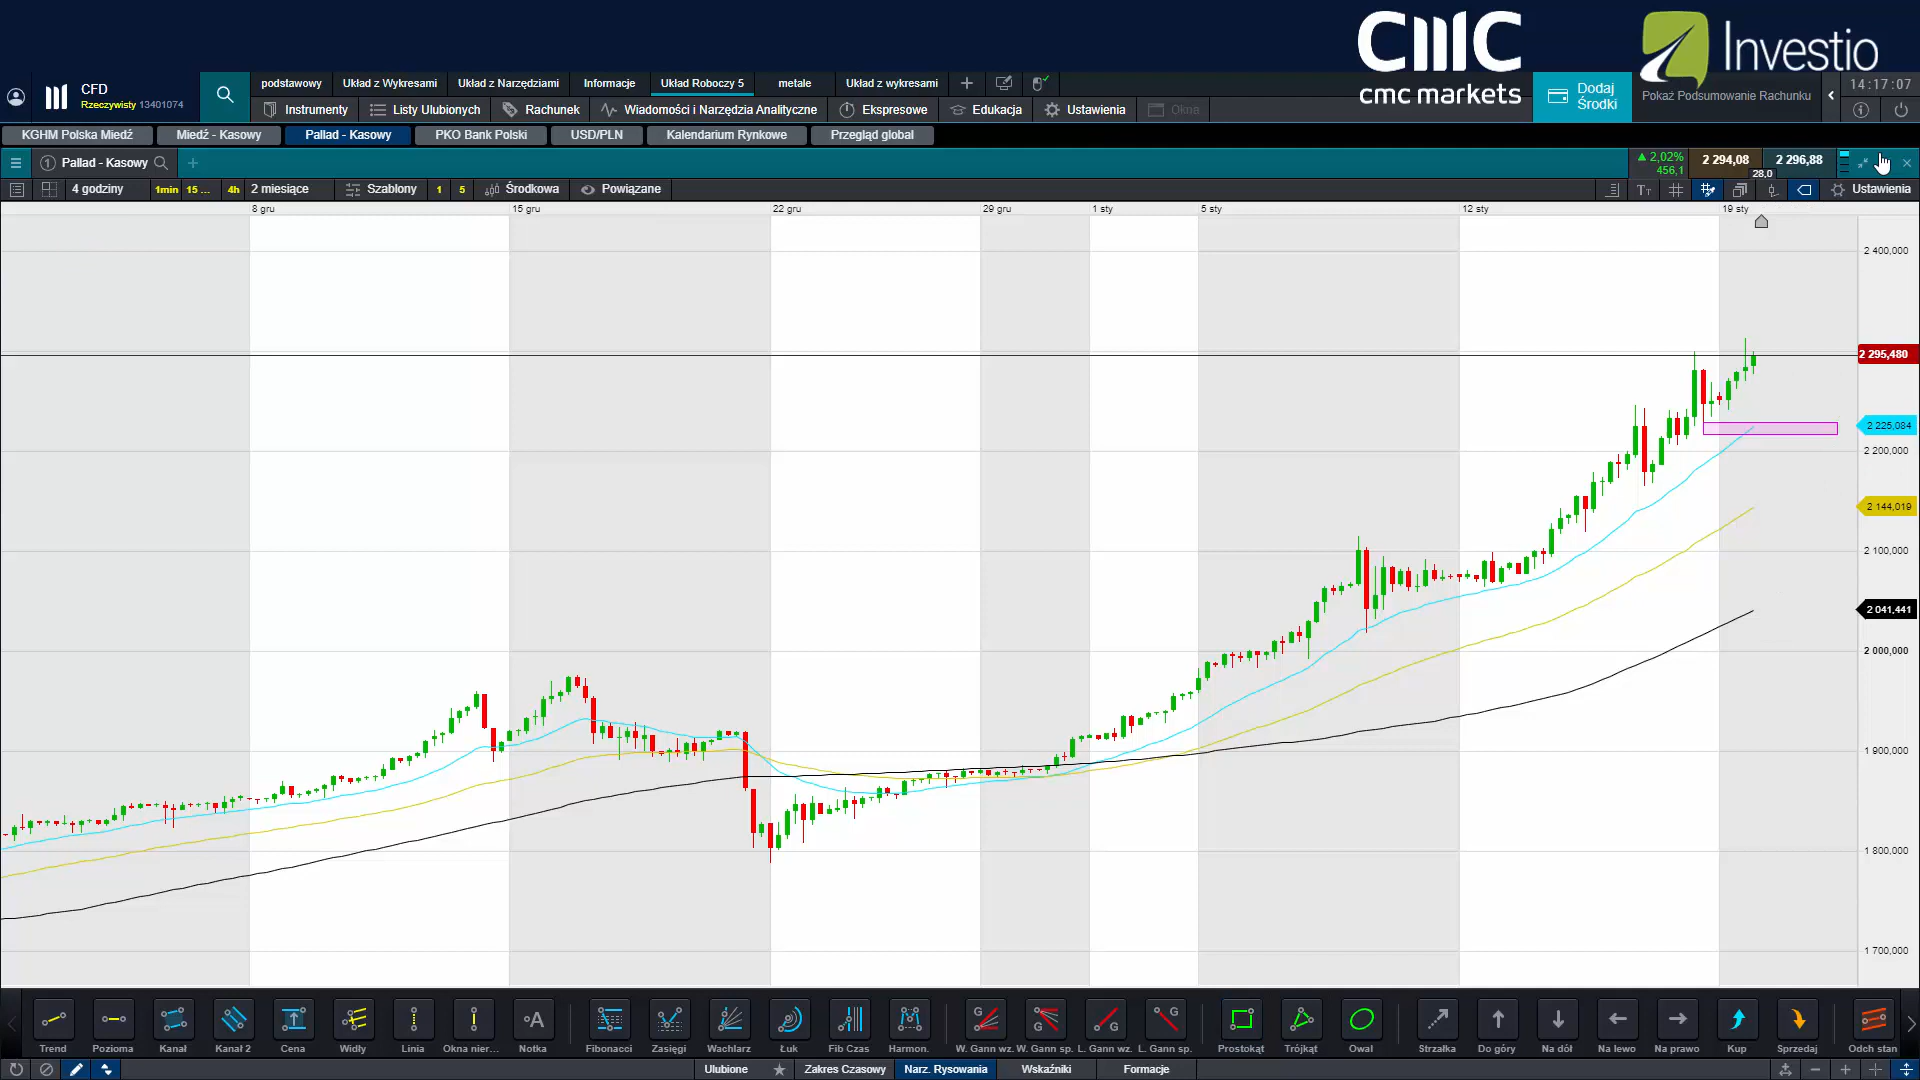 CMC
cmc markets
Investio
CFD
Rzeczywisty 13401074
podstawowy
Układ z Wykresami
Układ z Narzędziami
Informacje
Układ Roboczy 5
metale
Układ z wykresami
Instrumenty
Listy Ulubionych
Rachunek
Wiadomości i Narzędzia Analityczne
Ekspresowe
Edukacja
Ustawienia
Okna
Dodaj
Środki
Pokaż Podsumowanie Rachunku
14:17:07
KGHM Polska Miedź
Miedź - Kasowy
Pallad - Kasowy
PKO Bank Polski
USD/PLN
Kalendarium Rynkowe
Przegląd global
1 Pallad - Kasowy
2,02%
456,1
2 294,08
28,0
2 296,88
4 godziny
1min
15 ...
4h
2 miesiące
Szablony
1
5
Środkowa
Powiązane
Ustawienia
8 gru
15 gru
22 gru
29 gru
1 sty
5 sty
12 sty
19 sty
2 400,000
2 295,480
2 225,084
2 200,000
2 144,019
2 100,000
2 041,441
2 000,000
1 900,000
1 800,000
1 700,000
Trend
Pozioma
Kanał
Kanał 2
Cena
Widły
Linia
Okna nier...
Notka
Fibonacci
Zasięgi
Wachlarz
Łuk
Fib Czas
Harmon.
W. Gann wz.
W. Gann sp.
L. Gann wz.
L. Gann sp.
Prostokąt
Trójkąt
Owal
Strzałka
Do góry
Na dół
Na lewo
Na prawo
Kup
Sprzedaj
Odch stan
Ulubione
Zakres Czasowy
Narz. Rysowania
Wskaźniki
Formacje